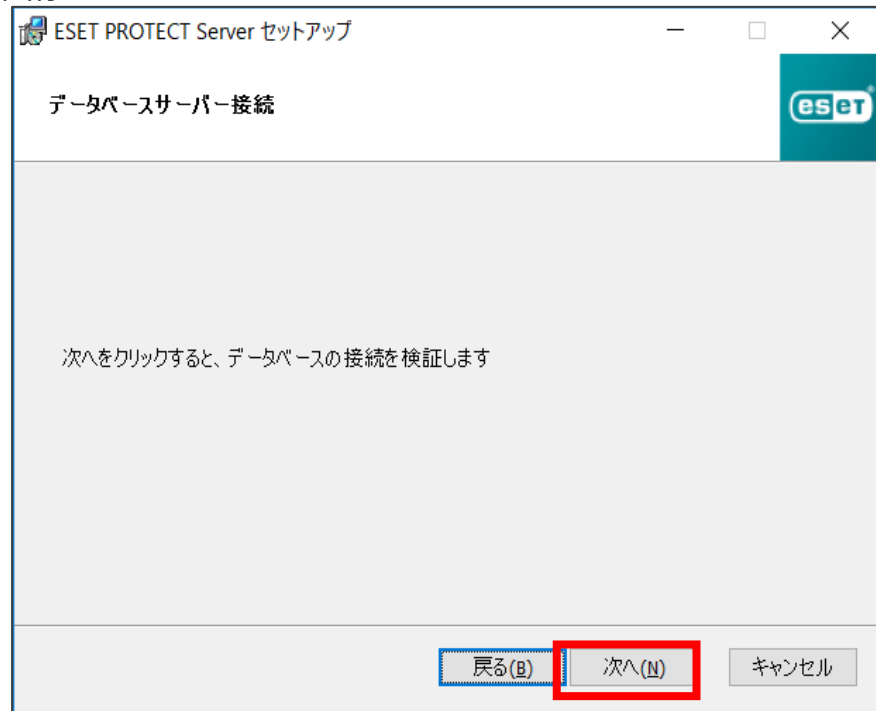 ESET PROTECT Server セットアップ
データベースサーバー接続
eset
次へをクリックすると、データベースの接続を検証します
戻る(B)
次へ(N)
キャンセル